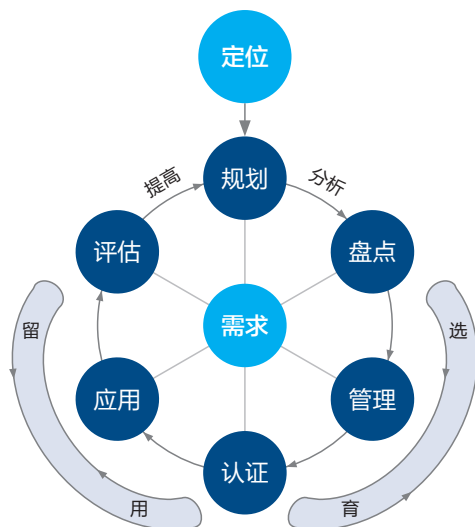 定位
规划
提高
分析
评估
盘点
需求
留
选
应用
管理
认证
用
育